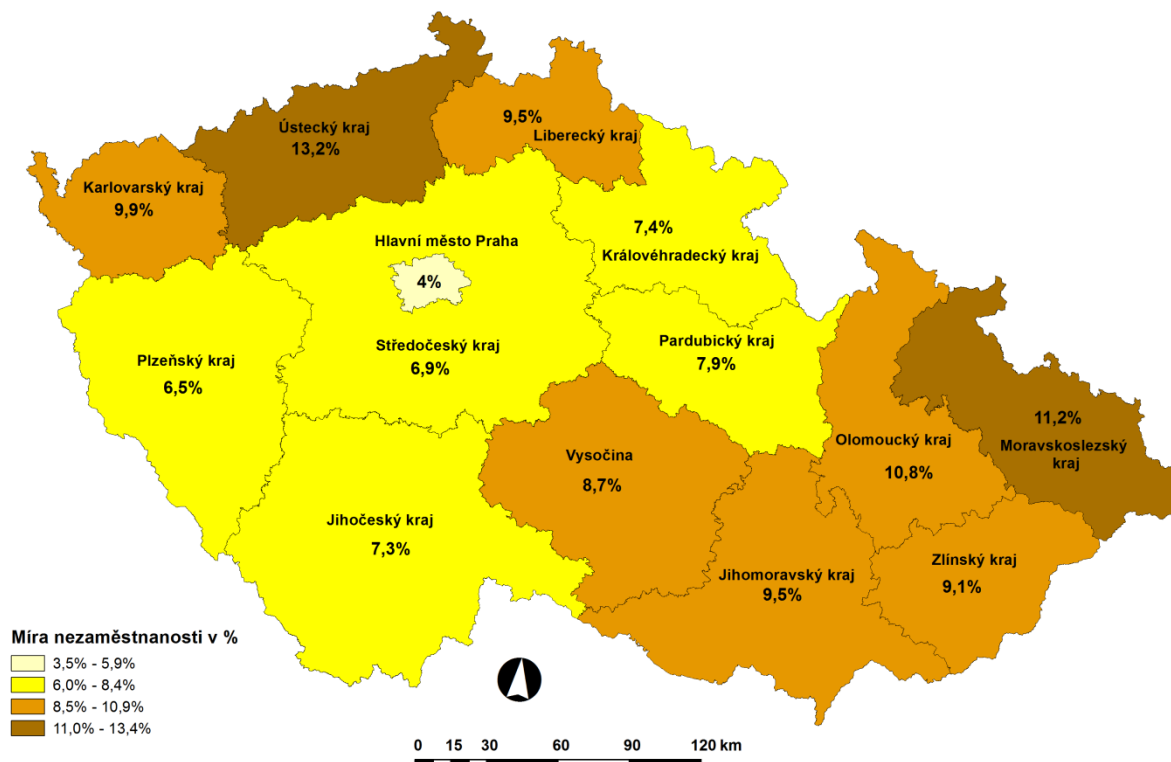 9,5%
Liberecký kraj
Ústecký kraj
13,2%
Karlovarský kraj
9,9%
7,4%
Královéhradecký kraj
Hlavní město Praha
4%
Středočeský kraj
6,9%
Pardubický kraj
7,9%
Plzeňský kraj
6,5%
11,2%
Moravskoslezský
kraj
Olomoucký kraj
10,8%
Vysočina
8,7%
Jihočeský kraj
7,3%
Jihomoravský kraj
9,5%
Zlínský kraj
9,1%
Míra nezaměstnanosti v %
3,5% - 5,9%
6,0% - 8,4%
8,5% - 10,9%
11,0% - 13,4%
0 15 30 60 90 120 km